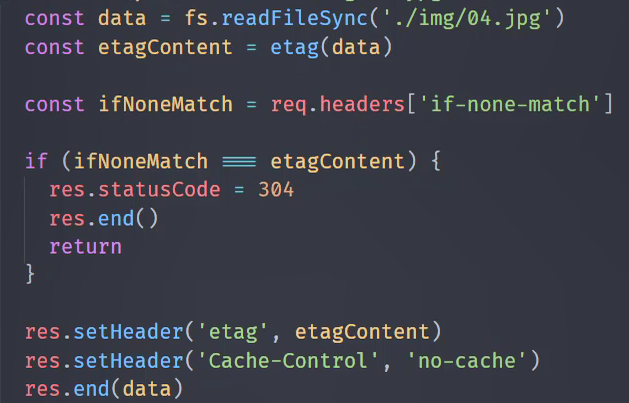 const data = fs.readFileSync('./img/04.jpg')
const etagContent = etag(data)
const ifNoneMatch = req.headers['if-none-match']
if (ifNoneMatch === etagContent) {
res.statusCode = 304
res.end()
return
}
res.setHeader('etag', etagContent)
res.setHeader('Cache-Control', 'no-cache')
res.end(data)